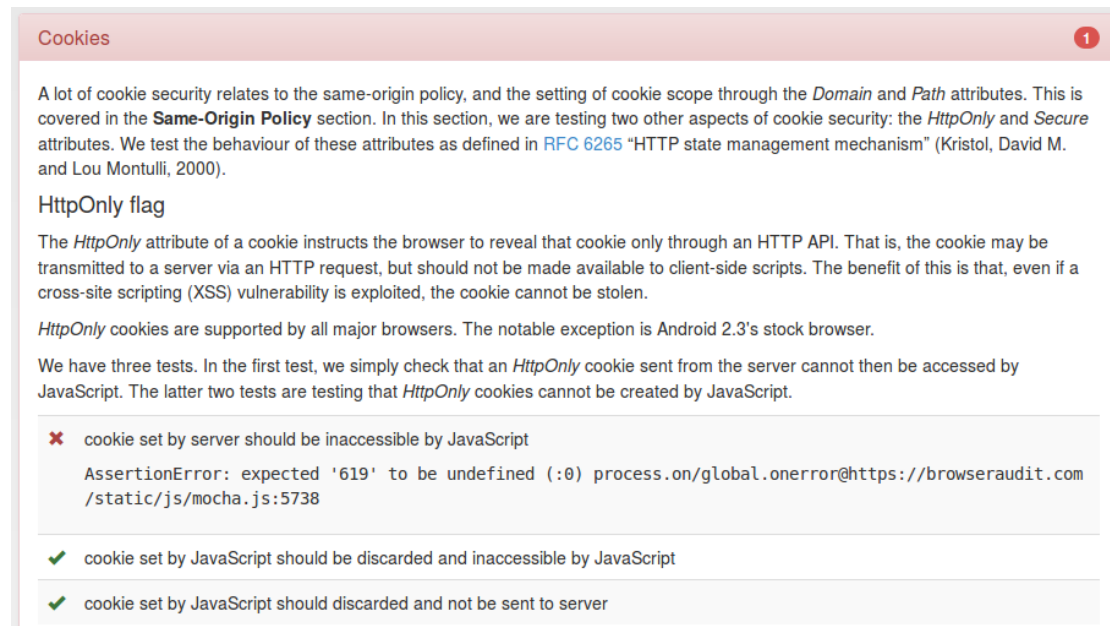 Cookies
1
A lot of cookie security relates to the same-origin policy, and the setting of cookie scope through the Domain and Path attributes. This is
covered in the Same-Origin Policy section. In this section, we are testing two other aspects of cookie security: the HttpOnly and Secure
attributes. We test the behaviour of these attributes as defined in RFC 6265 “HTTP state management mechanism” (Kristol, David M.
and Lou Montulli, 2000).
HttpOnly flag
The HttpOnly attribute of a cookie instructs the browser to reveal that cookie only through an HTTP API. That is, the cookie may be
transmitted to a server via an HTTP request, but should not be made available to client-side scripts. The benefit of this is that, even if a
cross-site scripting (XSS) vulnerability is exploited, the cookie cannot be stolen.
HttpOnly cookies are supported by all major browsers. The notable exception is Android 2.3's stock browser.
We have three tests. In the first test, we simply check that an HttpOnly cookie sent from the server cannot then be accessed by
JavaScript. The latter two tests are testing that HttpOnly cookies cannot be created by JavaScript.
✖ cookie set by server should be inaccessible by JavaScript
AssertionError: expected '619' to be undefined (:0) process.on/global.onerror@https://browseraudit.com
/static/js/mocha.js:5738
✔ cookie set by JavaScript should be discarded and inaccessible by JavaScript
✔ cookie set by JavaScript should discarded and not be sent to server